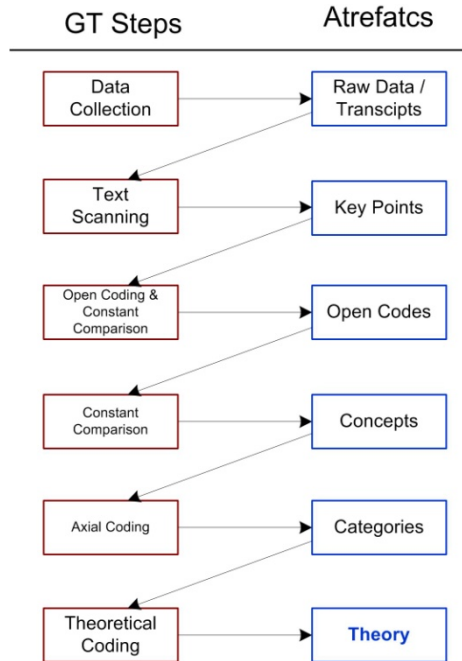 GT Steps
Atrefatcs
Data
Collection
Raw Data /
Transcipts
Text
Scanning
Key Points
Open Coding &
Constant
Comparison
Open Codes
Constant
Comparison
Concepts
Axial Coding
Categories
Theoretical
Coding
Theory